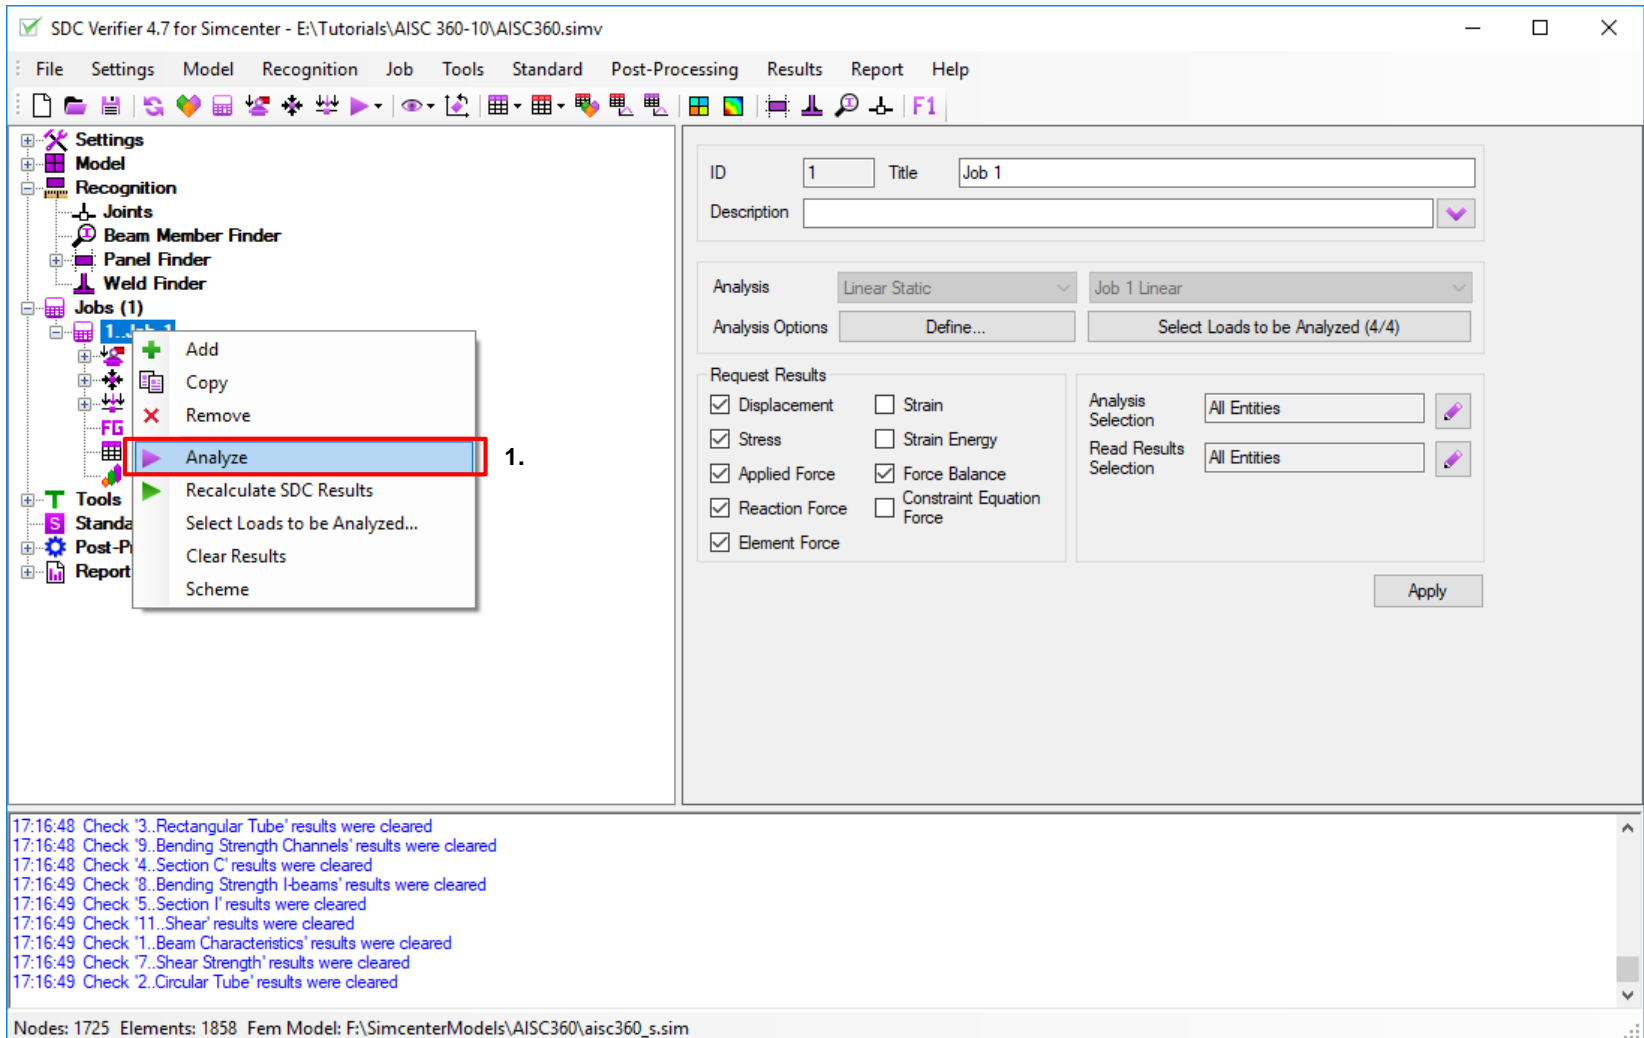 SDC Verifier 4.7 for Simcenter - E:\Tutorials\AISC 360-10\AISC360.simv
File Settings Model Recognition Job Tools Standard Post-Processing Results Report Help
F1
Settings
Model
Recognition
Joints
Beam Member Finder
Panel Finder
Weld Finder
Jobs (1)
1..Job 1
FG
Tools
Standa
Post-P
Report
Add
Copy
Remove
Analyze
1.
Recalculate SDC Results
Select Loads to be Analyzed...
Clear Results
Scheme
ID 1 Title Job 1
Description
Analysis Linear Static Job 1 Linear
Analysis Options Define... Select Loads to be Analyzed (4/4)
Request Results
Displacement Strain
Stress Strain Energy
Applied Force Force Balance
Reaction Force Constraint Equation
Force
Element Force
Analysis
Selection All Entities
Read Results
Selection All Entities
Apply
17:16:48 Check '3..Rectangular Tube' results were cleared
17:16:48 Check '9..Bending Strength Channels' results were cleared
17:16:48 Check '4..Section C' results were cleared
17:16:49 Check '8..Bending Strength I-beams' results were cleared
17:16:49 Check '5..Section I' results were cleared
17:16:49 Check '11..Shear' results were cleared
17:16:49 Check '1..Beam Characteristics' results were cleared
17:16:49 Check '7..Shear Strength' results were cleared
17:16:49 Check '2..Circular Tube' results were cleared
Nodes: 1725 Elements: 1858 Fem Model: F:\SimcenterModels\AISC360\aisc360_s.sim